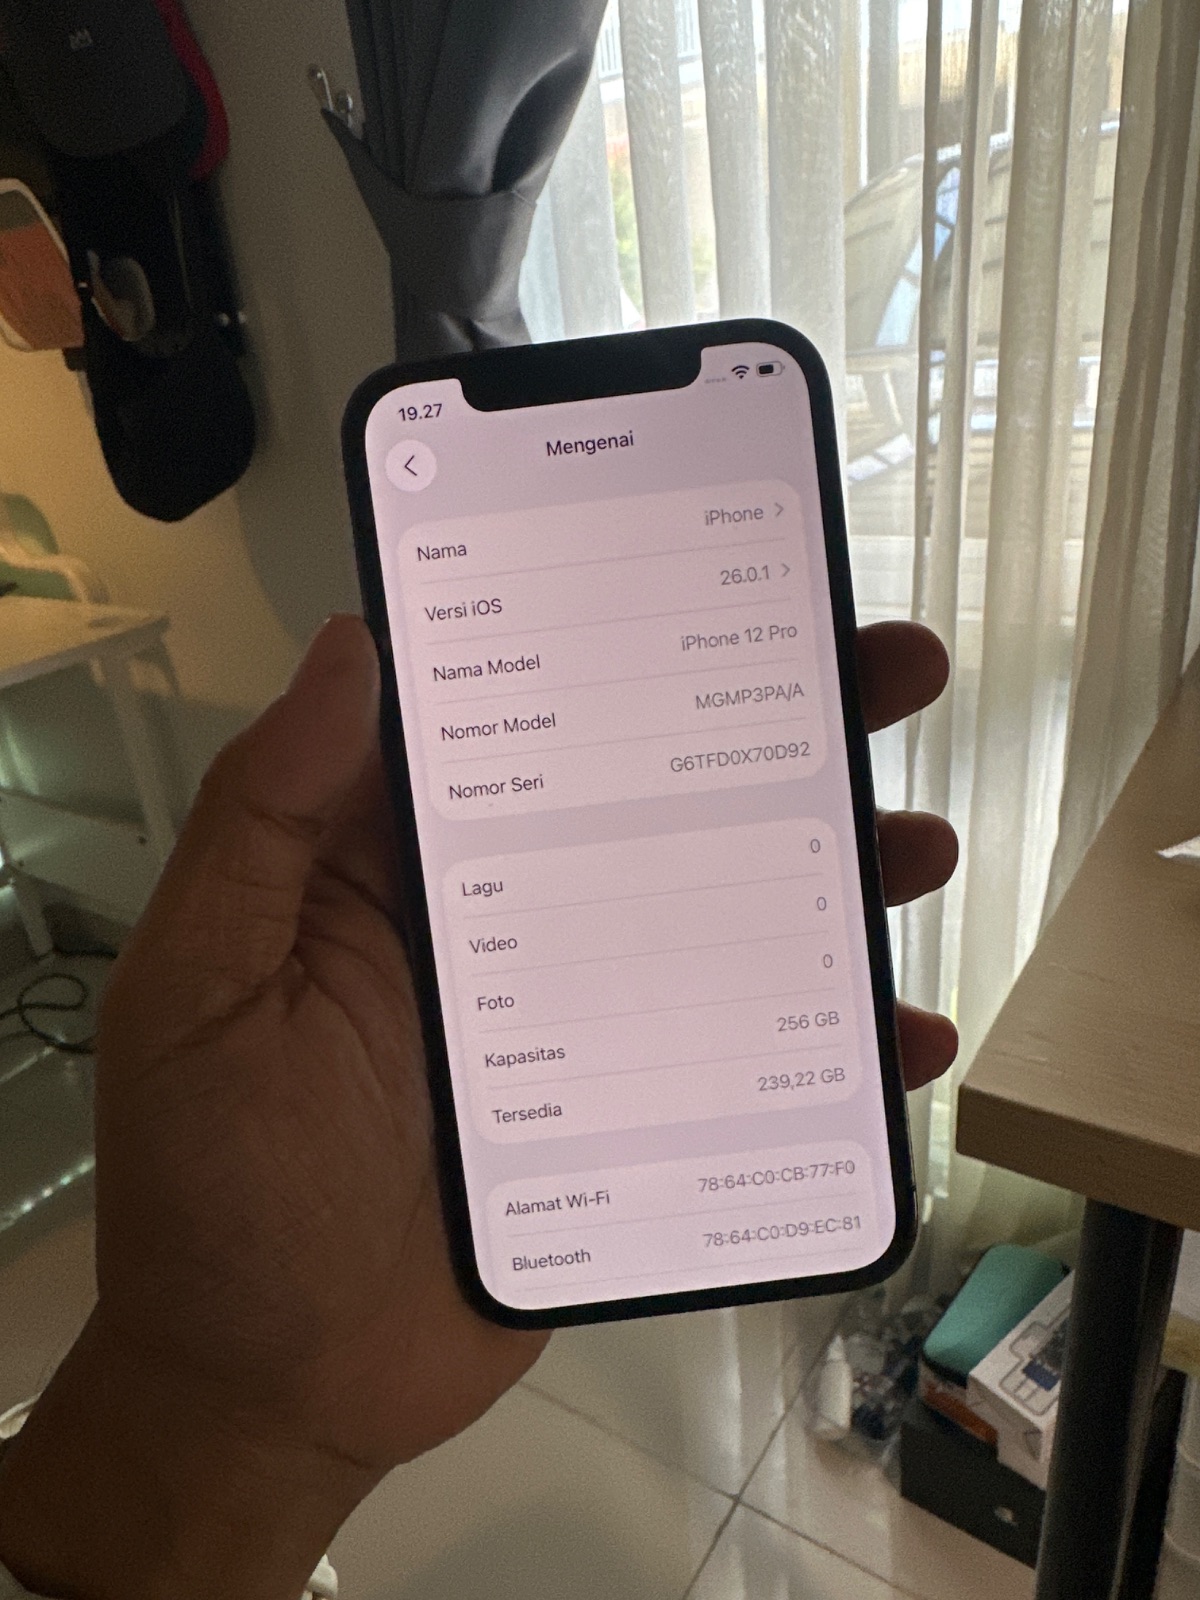 19.27
Mengenai
Nama iPhone
Versi iOS 26.0.1
Nama Model iPhone 12 Pro
Nomor Model MGMP3PA/A
Nomor Seri G6TFD0X70D92
Lagu 0
Video 0
Foto 0
Kapasitas 256 GB
Tersedia 239,22 GB
Alamat Wi-Fi 78:64:C0:CB:77:F0
Bluetooth 78:64:C0:D9:EC:81